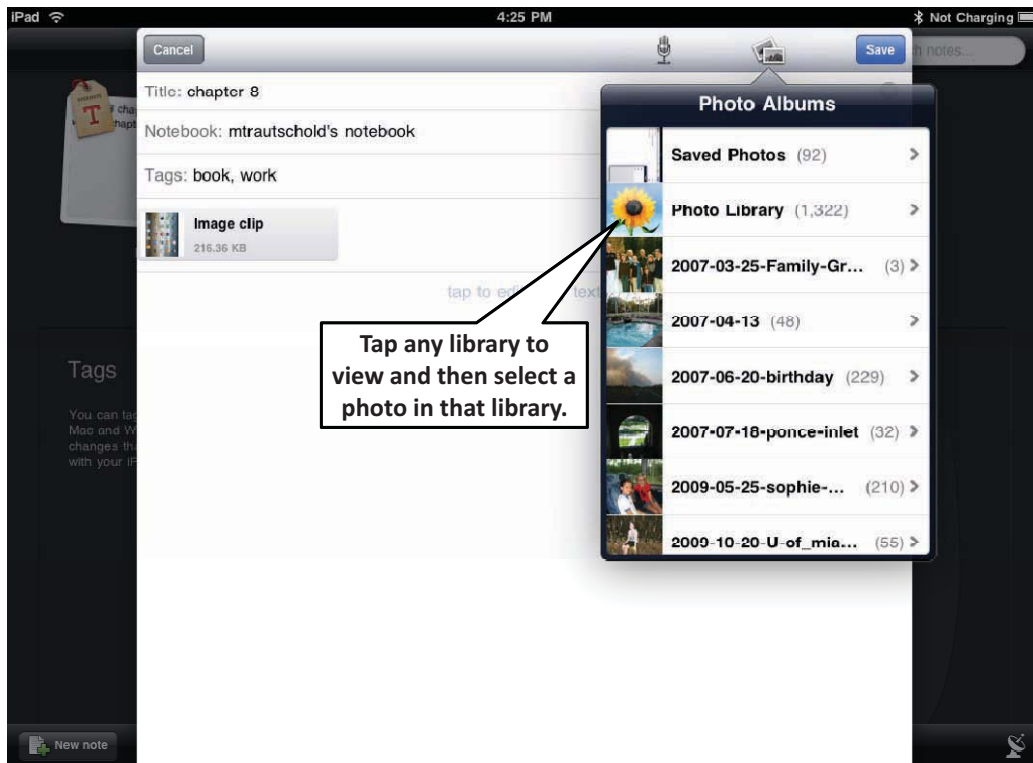 iPad 4:25 PM Not Charging
Cancel Save
h notes...
Title: chapter 8
Notebook: mtrautschold's notebook
Tags: book, work
Image clip
216.36 KB
tap to text
Photo Albums
Saved Photos (92)
Photo Library (1,322)
2007-03-25-Family-Gr... (3)
2007-04-13 (48)
2007-06-20-birthday (229)
2007-07-18-ponce-inlet (32)
2009-05-25-sophie-... (210)
2009-10-20-U-of_mia... (55)
Tap any library to
view and then select a
photo in that library.
T
Tags
You can tag
Mac and W
changes th
with your iP
New note